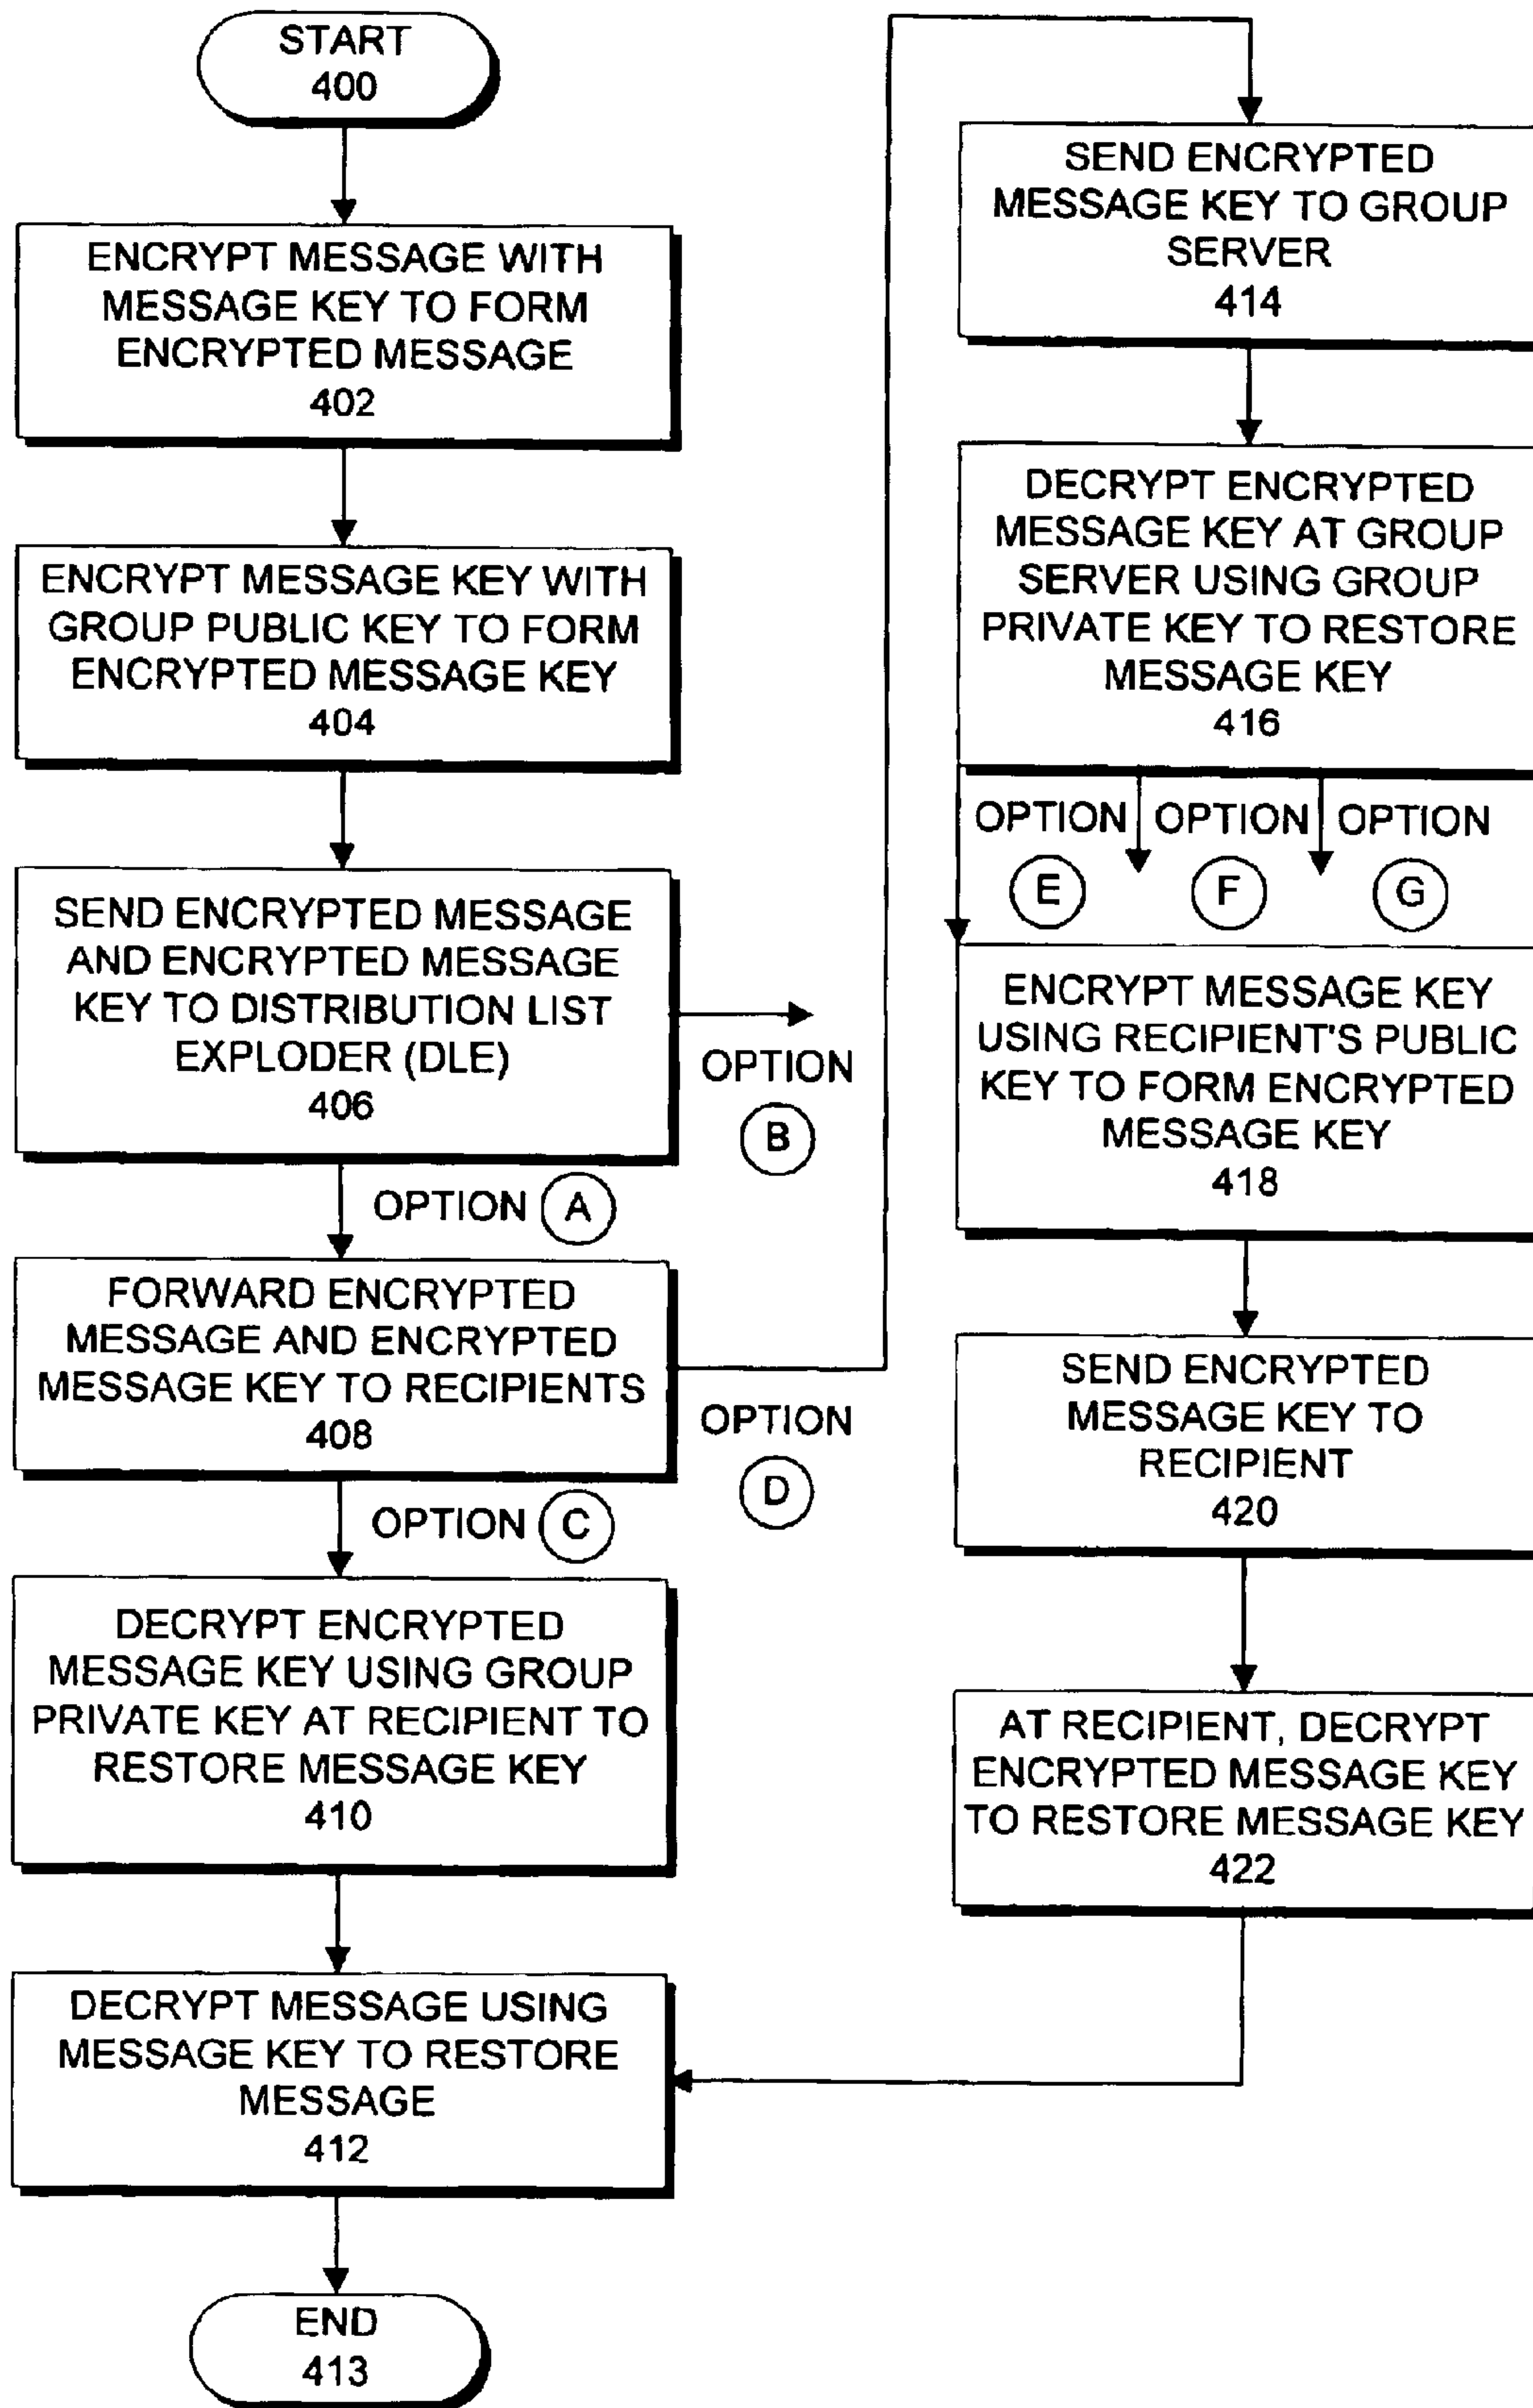 START
400
ENCRYPT MESSAGE WITH
MESSAGE KEY TO FORM
ENCRYPTED MESSAGE
402
ENCRYPT MESSAGE KEY WITH
GROUP PUBLIC KEY TO FORM
ENCRYPTED MESSAGE KEY
404
SEND ENCRYPTED MESSAGE
AND ENCRYPTED MESSAGE
KEY TO DISTRIBUTION LIST
EXPLODER (DLE)
406
OPTION
B
OPTION A
FORWARD ENCRYPTED
MESSAGE AND ENCRYPTED
MESSAGE KEY TO RECIPIENTS
408
OPTION
D
OPTION C
DECRYPT ENCRYPTED
MESSAGE KEY USING GROUP
PRIVATE KEY AT RECIPIENT TO
RESTORE MESSAGE KEY
410
DECRYPT MESSAGE USING
MESSAGE KEY TO RESTORE
MESSAGE
412
END
413
SEND ENCRYPTED
MESSAGE KEY TO GROUP
SERVER
414
DECRYPT ENCRYPTED
MESSAGE KEY AT GROUP
SERVER USING GROUP
PRIVATE KEY TO RESTORE
MESSAGE KEY
416
OPTION OPTION OPTION
E F G
ENCRYPT MESSAGE KEY
USING RECIPIENT'S PUBLIC
KEY TO FORM ENCRYPTED
MESSAGE KEY
418
SEND ENCRYPTED
MESSAGE KEY TO
RECIPIENT
420
AT RECIPIENT, DECRYPT
ENCRYPTED MESSAGE KEY
TO RESTORE MESSAGE KEY
422